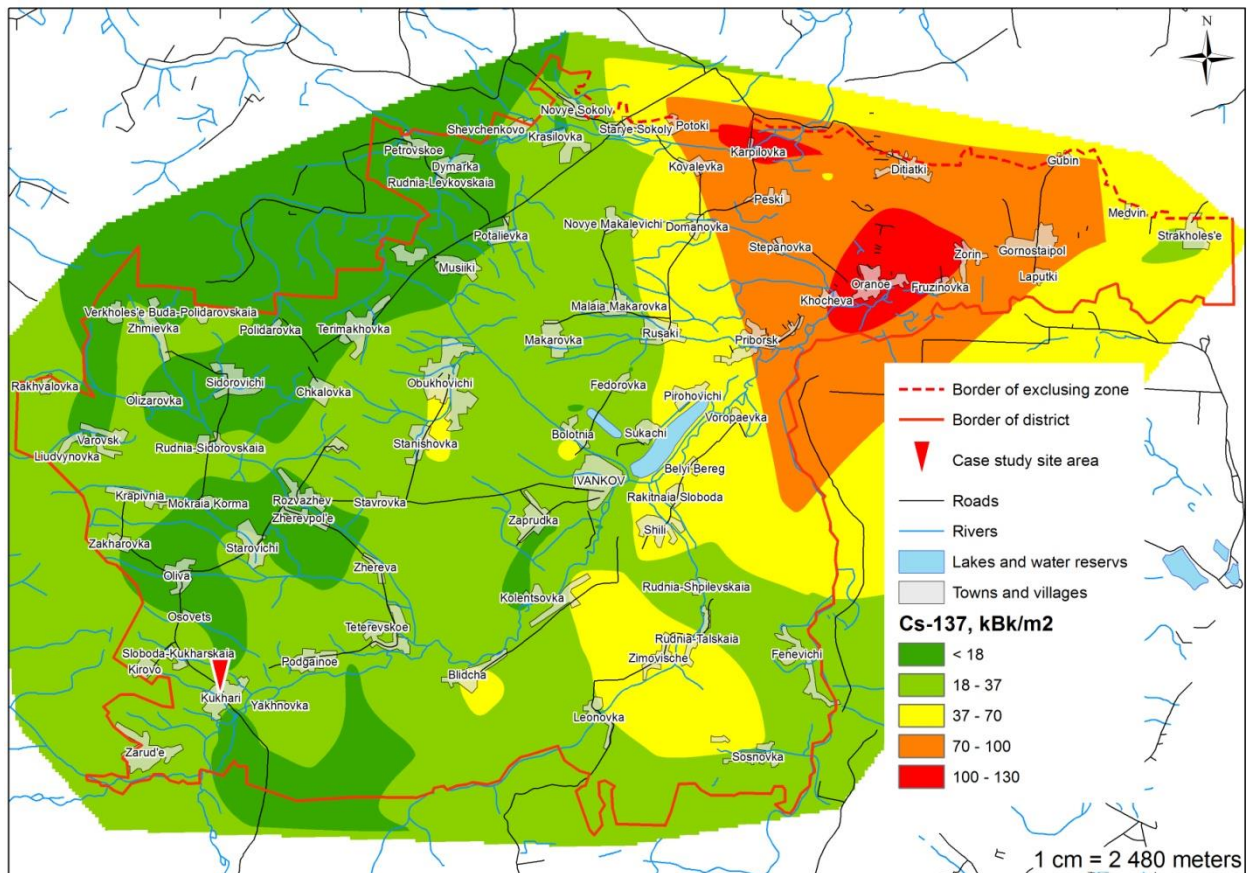 N
Novye Sokoly
Shevchenkovo
Krasilovka
Starye Sokoly
Potoki
Petrovskoe
Karpilovka
Dymarka
Kovalevka
Ditiatki
Gubin
Rudnia-Levkovskaia
Peski
Medvin
Novye Makalevichi
Domanovka
Potalievka
Stepanovka
Strakholes'e
Zorin
Gornostaipol
Musiiki
Oranoe
Fruzinovka
Laputki
Khocheva
Malaia Makarovka
Verkholes'e
Buda-Polidarovskaia
Zhmievka
Polidarovka
Terimakhovka
Makarovka
Rusaki
Priborsk
Rakhvalovka
Sidorovichi
Chkalovka
Obukhovichi
Fedorovka
Olizarovka
Pirohovichi
Voropaevka
Varovsk
Liudvynovka
Rudnia-Sidorovskaia
Stanishovka
Bolotnia
Sukachi
Belyi-Bereg
IVANKOV
Krapivnia
Mokraia Korma
Rozvazhev
Stavrovka
Rakitnaia Sloboda
Zherevpol'e
Zaprudka
Shili
Zakharovka
Starovichi
Oliva
Zhereva
Rudnia-Shpilevskaia
Kolentsovka
Osovets
Teterevskoe
Rudnia-Talskaia
Sloboda-Kukharskaia
Kirovo
Podgainoe
Zimovische
Fenevichi
Blidcha
Kukhari
Yakhnovka
Leonovka
Zarud'e
Sosnovka
Border of exclusing zone
Border of district
Case study site area
Roads
Rivers
Lakes and water reservs
Towns and villages
Cs-137, kBk/m2
< 18
18 - 37
37 - 70
70 - 100
100 - 130
1 cm = 2 480 meters